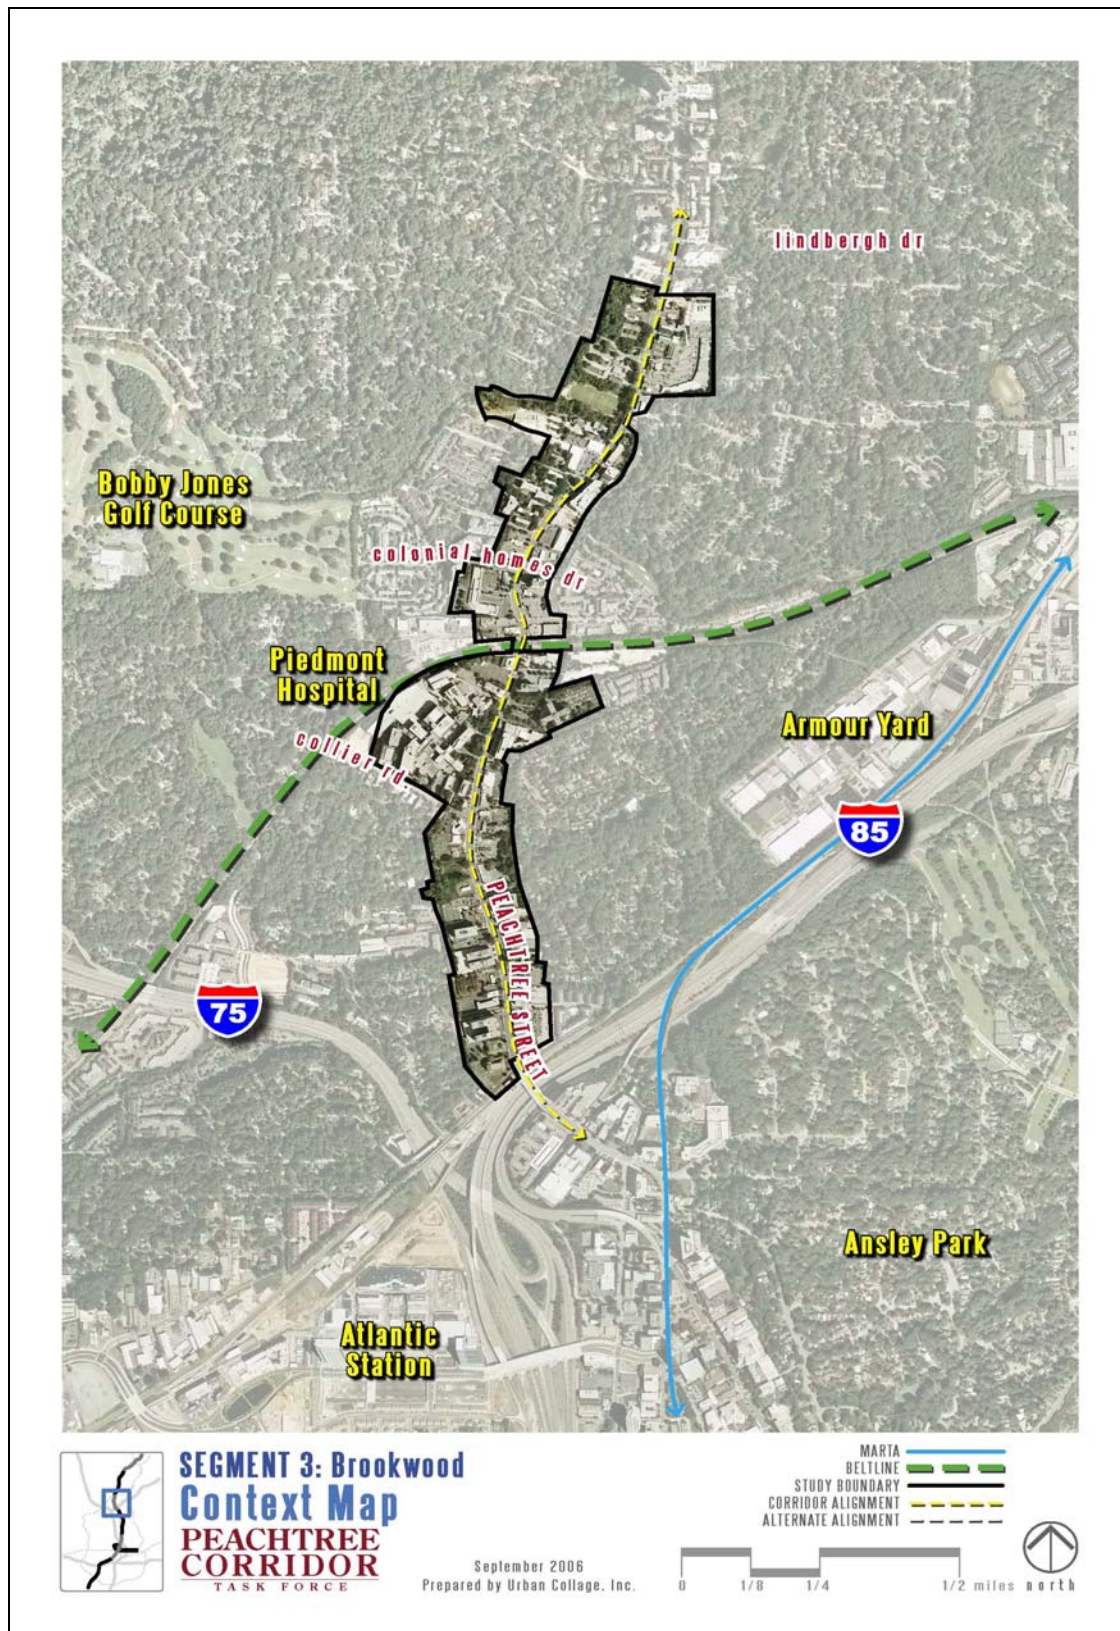 lindbergh dr
Bobby Jones
Golf Course
colonial homes dr
Piedmont
Hospital
collier rd.
Armour Yard
85
PEACHTREE STREET
75
Ansley Park
Atlantic
Station
SEGMENT 3: Brookwood
Context Map
PEACHTREE
CORRIDOR
TASK FORCE
September 2006
Prepared by Urban Collage, Inc.
MARTA
BELTLINE
STUDY BOUNDARY
CORRIDOR ALIGNMENT
ALTERNATE ALIGNMENT
0 1/8 1/4 1/2 miles
north